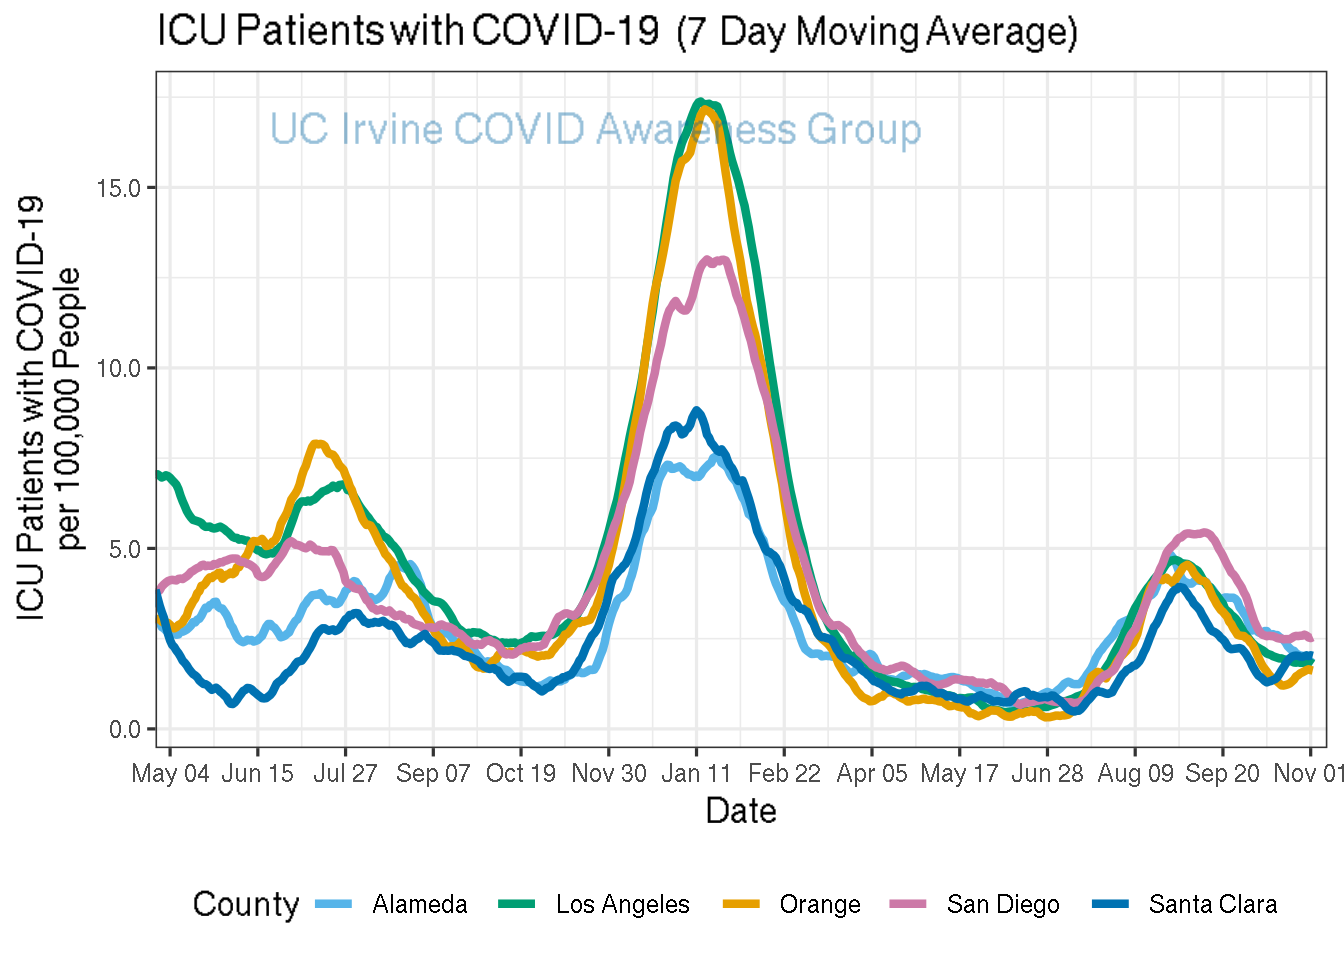 ICU Patients with COVID-19 (7 Day Moving Average)
UC Irvine COVID Awareness Group
ICU Patients with COVID-19
per 100,000 People
15.0
10.0
5.0
0.0
May 04 Jun 15 Jul 27 Sep 07 Oct 19 Nov 30 Jan 11 Feb 22 Apr 05 May 17 Jun 28 Aug 09 Sep 20 Nov 01
Date
County Alameda Los Angeles Orange San Diego Santa Clara